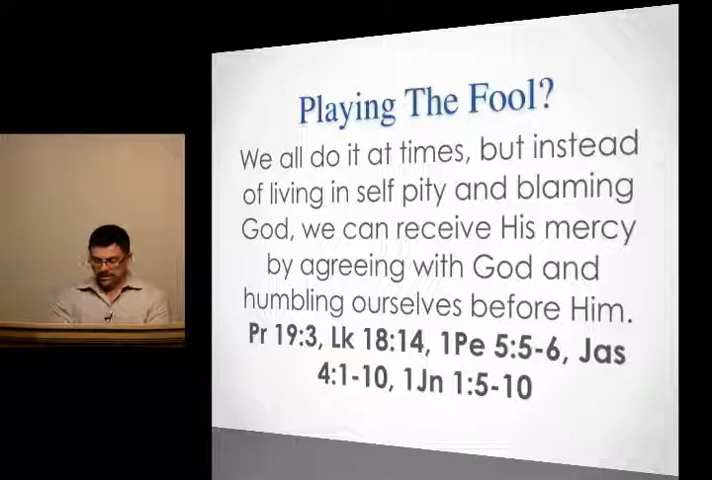 Playing The Fool?
We all do it at times, but instead
of living in self pity and blaming
God, we can receive His mercy
by agreeing with God and
humbling ourselves before Him.
Pr 19:3, Lk 18:14, 1Pe 5:5-6, Jas
4:1-10, 1Jn 1:5-10